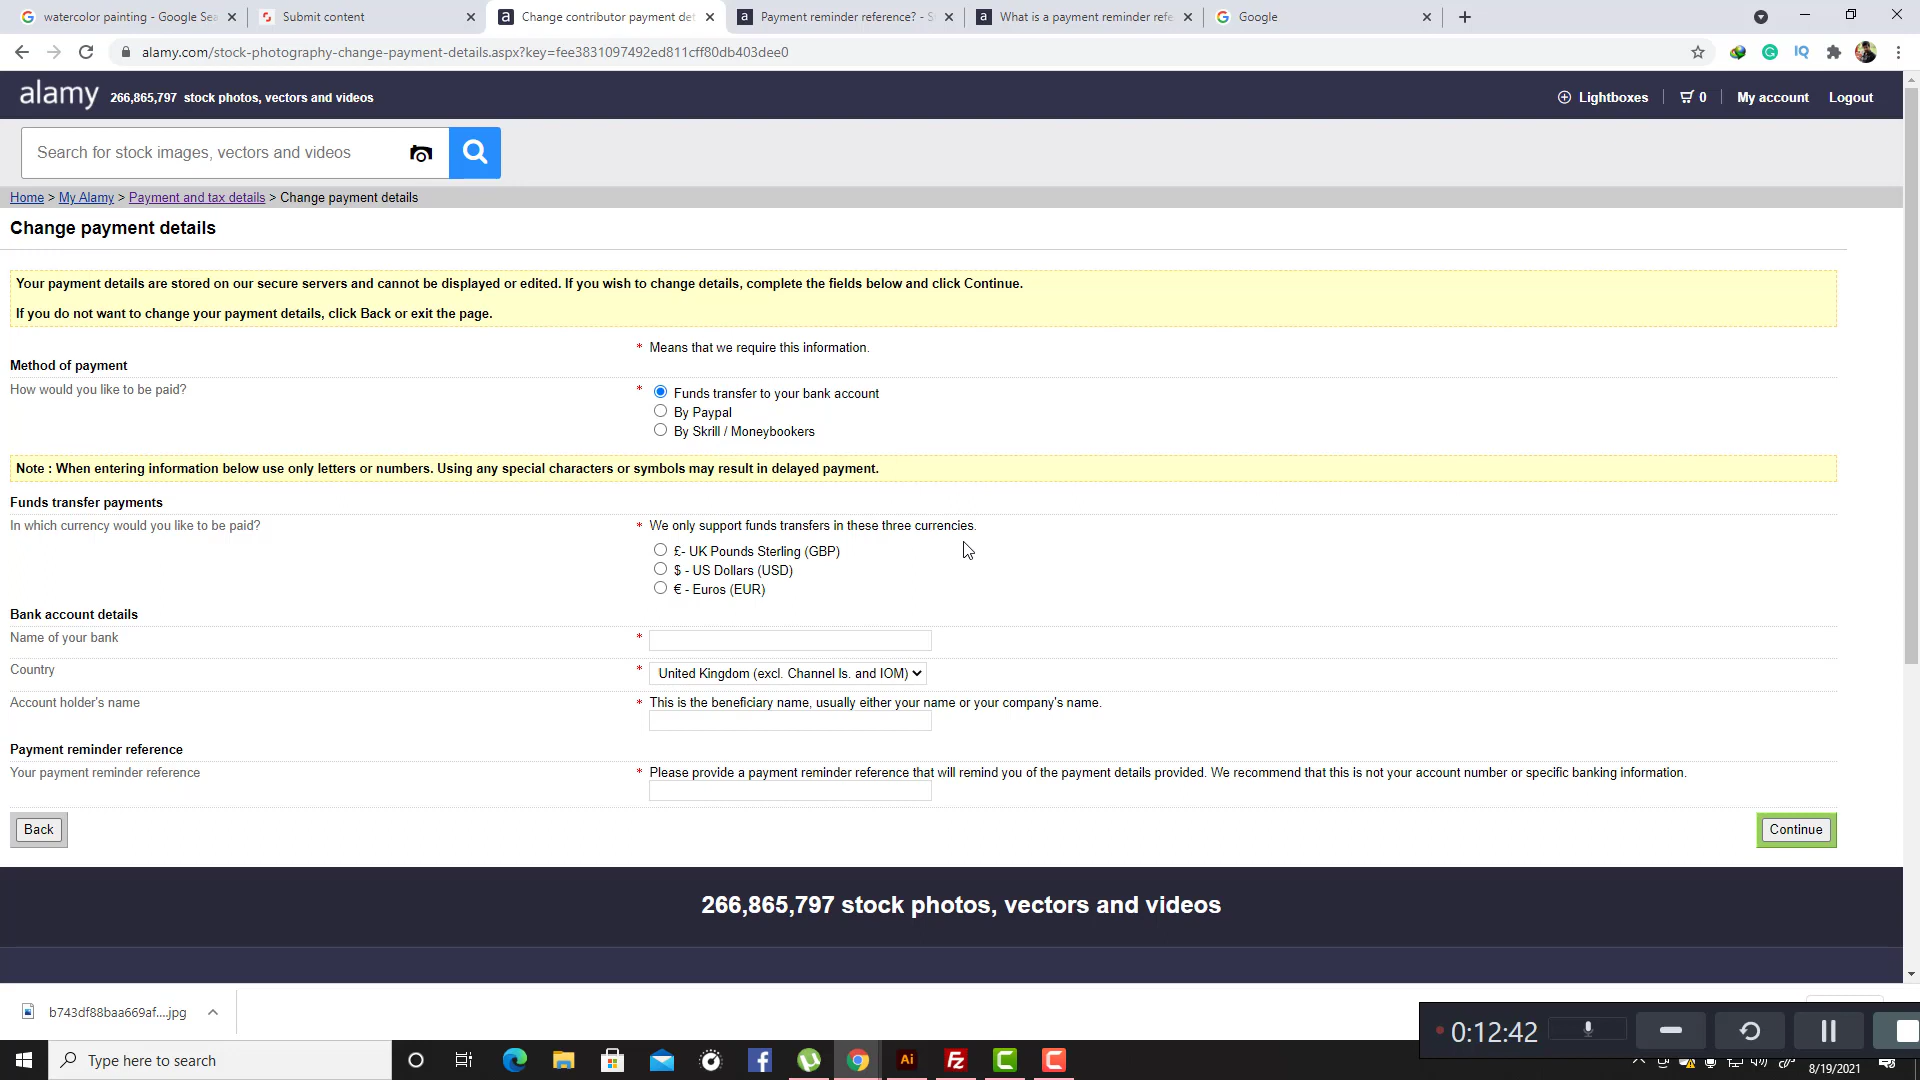 watercolor painting - Google Sea
Submit content
Change contributor payment det
Payment reminder reference? - S
What is a payment reminder refe
Google
alamy.com/stock-photography-change-payment-details.aspx?key=fee3831097492ed811cff80db403dee0
alamy 266,865,797 stock photos, vectors and videos
Lightboxes
0
My account
Logout
Search for stock images, vectors and videos
Home > My Alamy > Payment and tax details > Change payment details
Change payment details
Your payment details are stored on our secure servers and cannot be displayed or edited. If you wish to change details, complete the fields below and click Continue.
If you do not want to change your payment details, click Back or exit the page.
* Means that we require this information.
Method of payment
How would you like to be paid?
* Funds transfer to your bank account
By Paypal
By Skrill / Moneybookers
Note : When entering information below use only letters or numbers. Using any special characters or symbols may result in delayed payment.
Funds transfer payments
In which currency would you like to be paid?
* We only support funds transfers in these three currencies.
£- UK Pounds Sterling (GBP)
$ - US Dollars (USD)
€ - Euros (EUR)
Bank account details
Name of your bank *
Country * United Kingdom (excl. Channel Is. and IOM)
Account holder's name * This is the beneficiary name, usually either your name or your company's name.
Payment reminder reference
Your payment reminder reference * Please provide a payment reminder reference that will remind you of the payment details provided. We recommend that this is not your account number or specific banking information.
Back
Continue
266,865,797 stock photos, vectors and videos
b743df88baa669af....jpg
0:12:42
Type here to search
Ai
8/19/2021